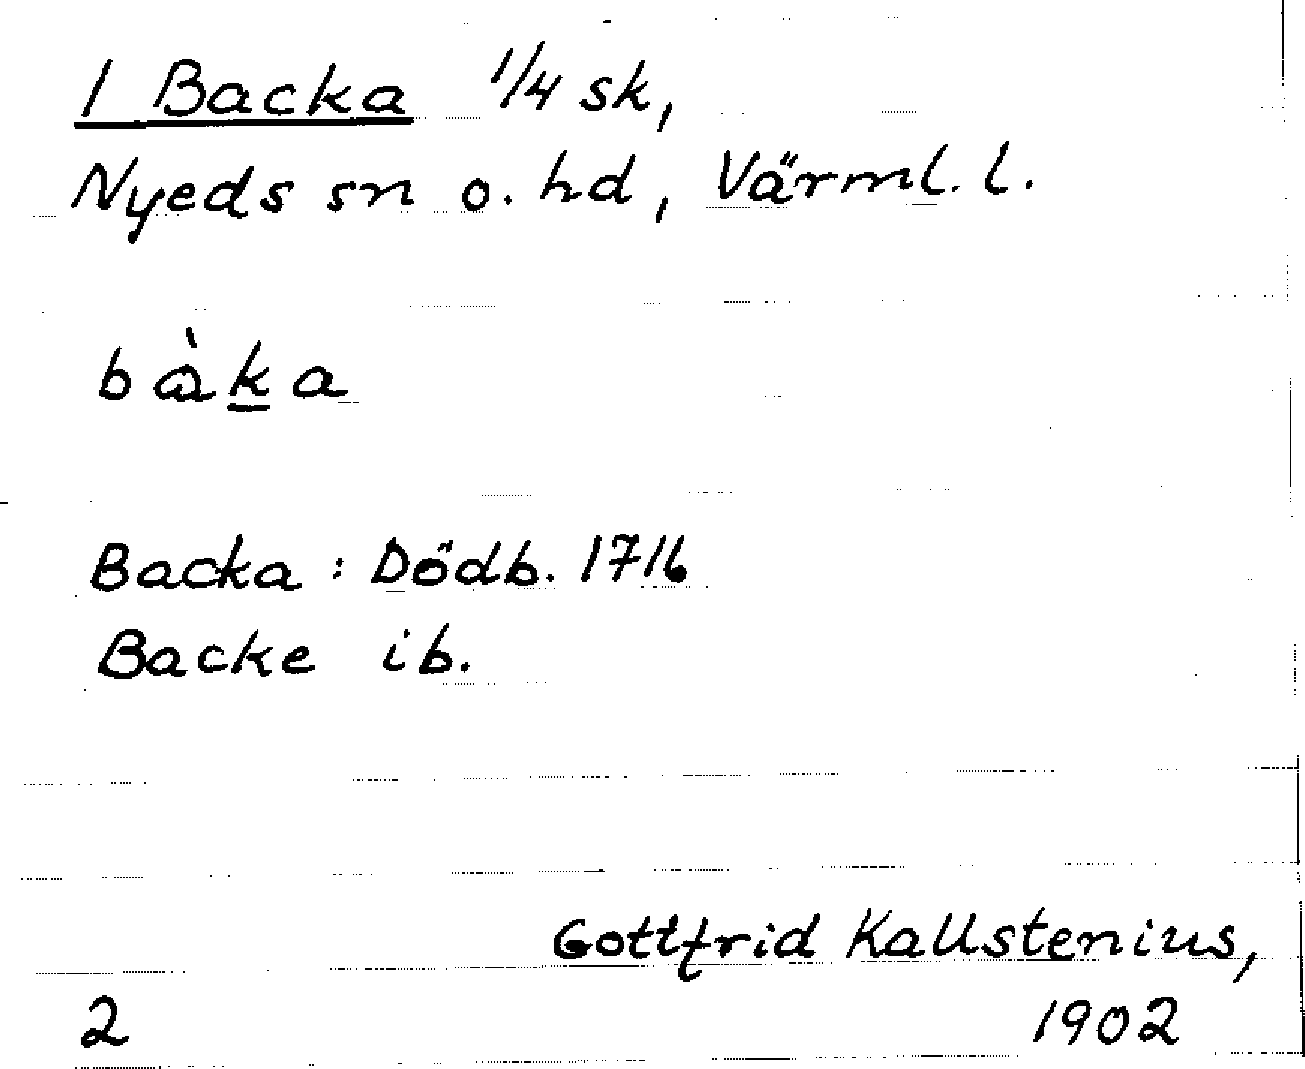 1 Backa 1/4 sk,
Nyeds sn o. hd, Värml. l.
bàka
Backa : Dödb. 1716
Backe ib.
Gottfrid Kallstenius,
2 1902